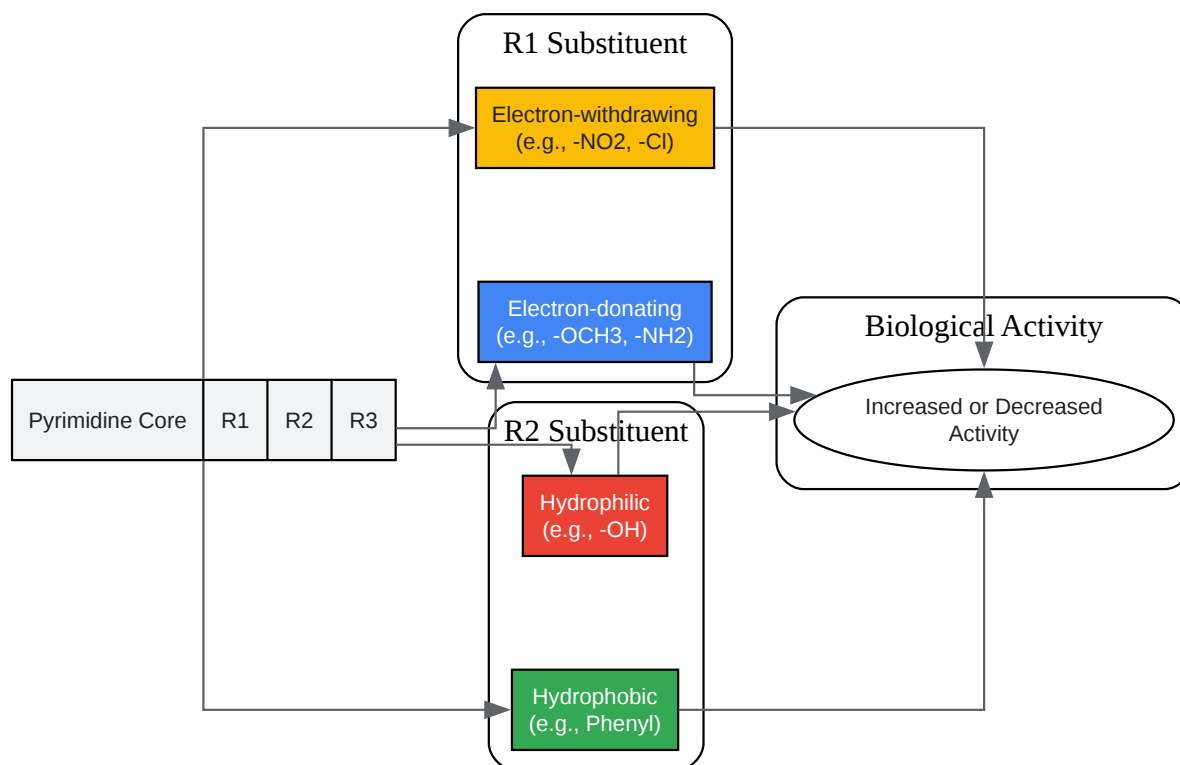 R1 Substituent
Electron-withdrawing
(e.g., -NO2, -Cl)
Electron-donating
(e.g., -OCH3, -NH2)
Biological Activity
Increased or Decreased
Activity
Pyrimidine Core
R1
R2
R3
R2 Substituent
Hydrophilic
(e.g., -OH)
Hydrophobic
(e.g., Phenyl)